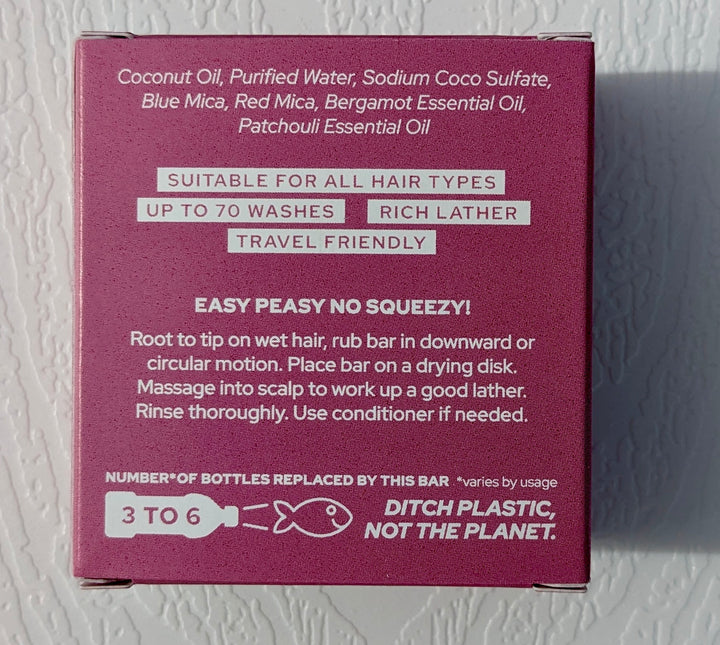 Coconut Oil, Purified Water, Sodium Coco Sulfate,
Blue Mica, Red Mica, Bergamot Essential Oil,
Patchouli Essential Oil
SUITABLE FOR ALL HAIR TYPES
UP TO 70 WASHES RICH LATHER
TRAVEL FRIENDLY
EASY PEASY NO SQUEEZY!
Root to tip on wet hair, rub bar in downward or
circular motion. Place bar on a drying disk.
Massage into scalp to work up a good lather.
Rinse thoroughly. Use conditioner if needed.
NUMBER*OF BOTTLES REPLACED BY THIS BAR *varies by usage
3 TO 6
DITCH PLASTIC,
NOT THE PLANET.